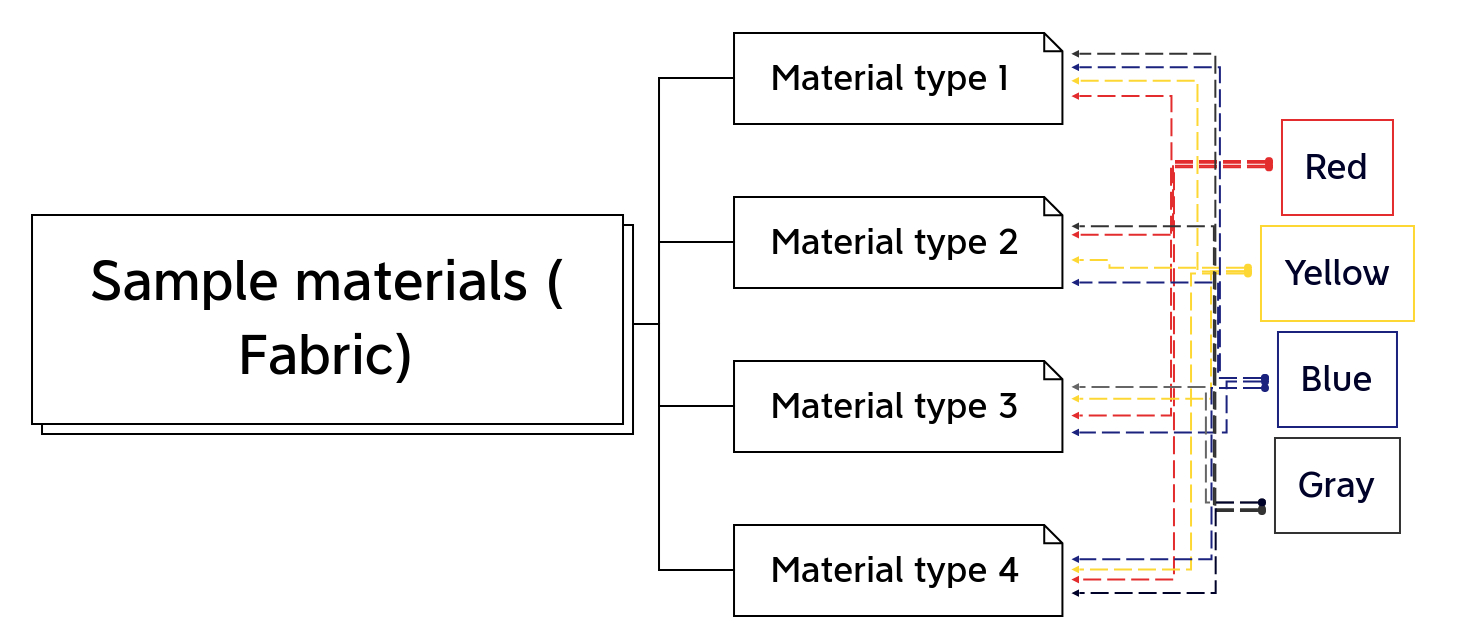 Sample materials (
Fabric)
Material type 1
Material type 2
Material type 3
Material type 4
Red
Yellow
Blue
Gray